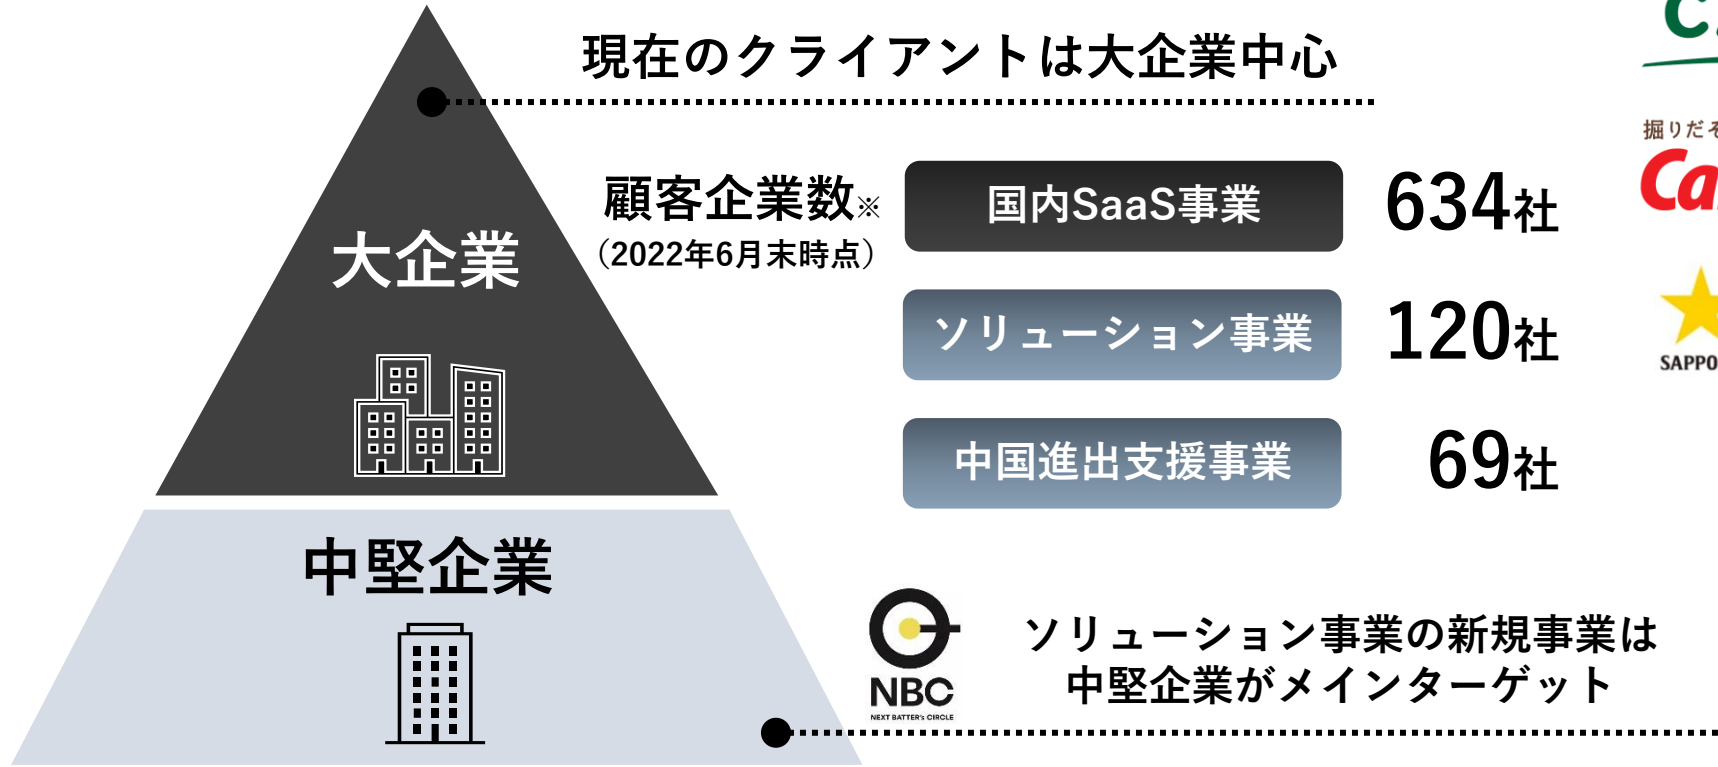 現在のクライアントは大企業中心
顧客企業数※
（2022年6月末時点）
国内SaaS事業
634社
ソリューション事業
120社
中国進出支援事業
69社
大企業
中堅企業
NBC
NEXT BATTER's CIRCLE
ソリューション事業の新規事業は
中堅企業がメインターゲット
掘りだそ
Ca
SAPPO